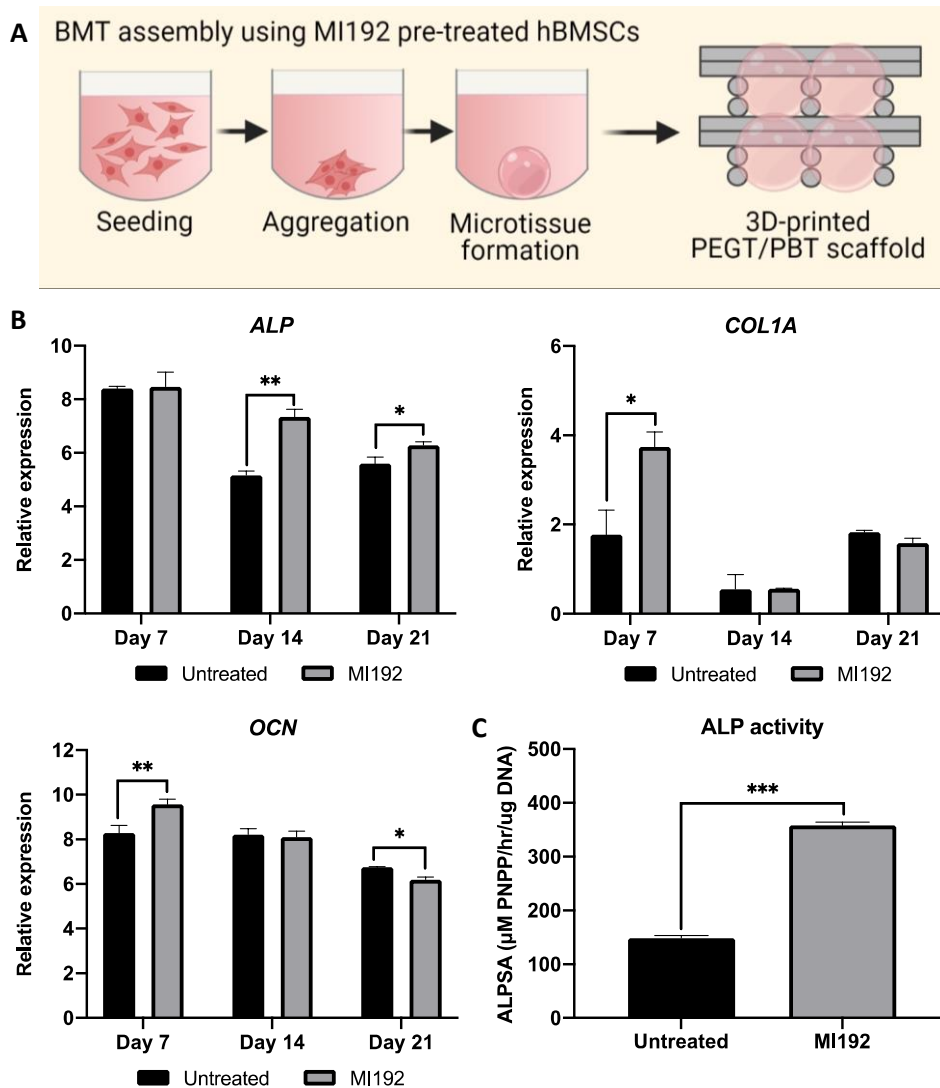 A
BMT assembly using MI192 pre-treated hBMSCs
Seeding
Aggregation
Microtissue
formation
3D-printed
PEGT/PBT scaffold
B
ALP
Relative expression
10
8
6
4
2
0
**
*
Day 7
Day 14
Day 21
Untreated
MI192
COL1A
Relative expression
6
4
2
0
*
Day 7
Day 14
Day 21
Untreated
MI192
OCN
Relative expression
12
10
8
6
4
2
0
**
*
Day 7
Day 14
Day 21
Untreated
MI192
C
ALP activity
ALPSA (µM PNPP/hr/ug DNA)
500
400
300
200
100
0
***
Untreated
MI192